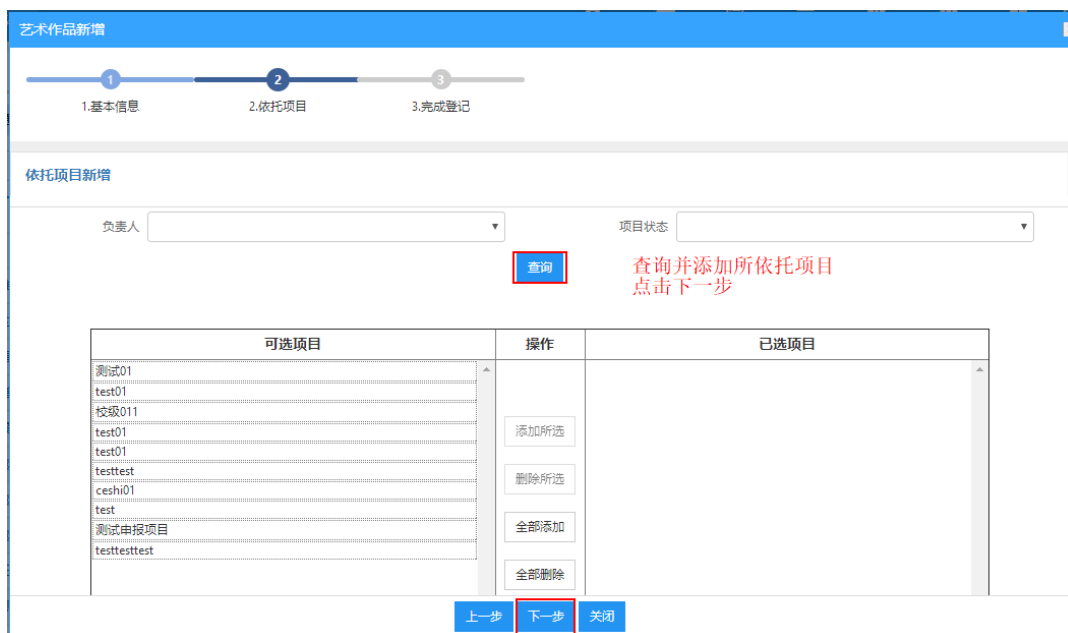 艺术作品新增
1 2 3
1.基本信息 2.依托项目 3.完成登记
依托项目新增
负责人 项目状态
查询
查询并添加所依托项目
点击下一步
可选项目 操作 已选项目
测试01
test01
校级011
test01
test01
testtest
ceshi01
test
测试申报项目
testtesttest
添加所选
删除所选
全部添加
全部删除
上一步 下一步 关闭